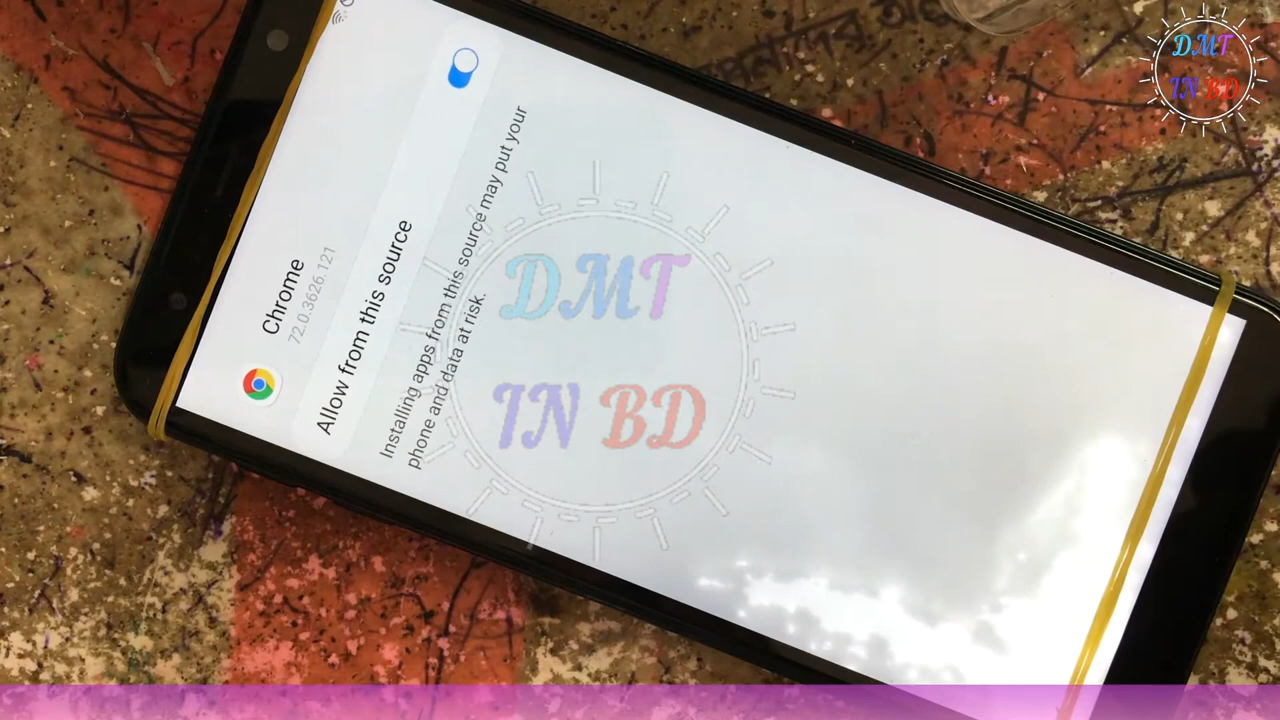 Chrome
72.0.3626.121
Allow from this source
Installing apps from this source may put your
phone and data at risk.
DMT
IN BD
DMT
IN BD